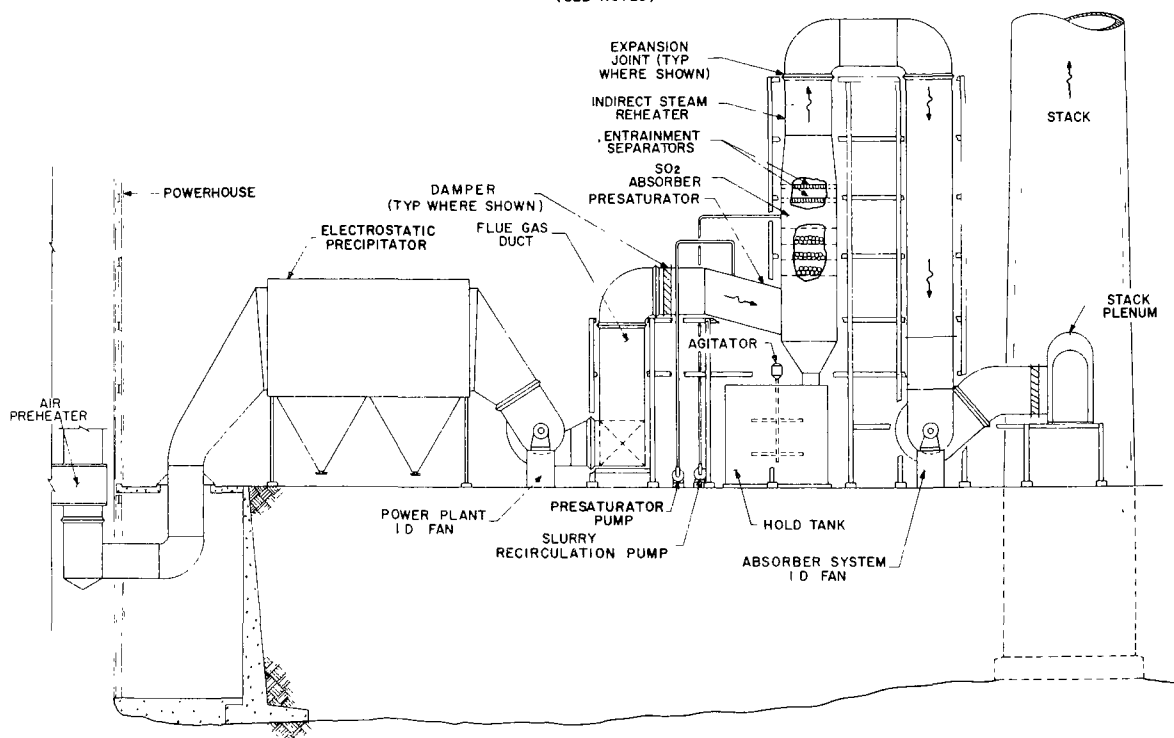 EXPANSION
JOINT (TYP
WHERE SHOWN)
INDIRECT STEAM
REHEATER
ENTRAINMENT
SEPARATORS
SO2
ABSORBER
PRESATURATOR
STACK
POWERHOUSE
DAMPER
(TYP WHERE SHOWN)
FLUE GAS
DUCT
ELECTROSTATIC
PRECIPITATOR
STACK
PLENUM
AGITATOR
AIR
PREHEATER
POWER PLANT
I D FAN
PRESATURATOR
PUMP
SLURRY
RECIRCULATION PUMP
HOLD TANK
ABSORBER SYSTEM
I D FAN